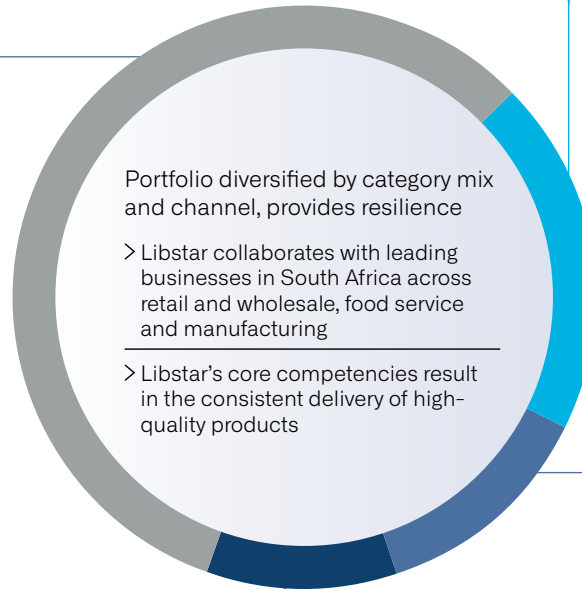 Portfolio diversified by category mix
and channel, provides resilience
> Libstar collaborates with leading
businesses in South Africa across
retail and wholesale, food service
and manufacturing
> Libstar’s core competencies result
in the consistent delivery of high-
quality products